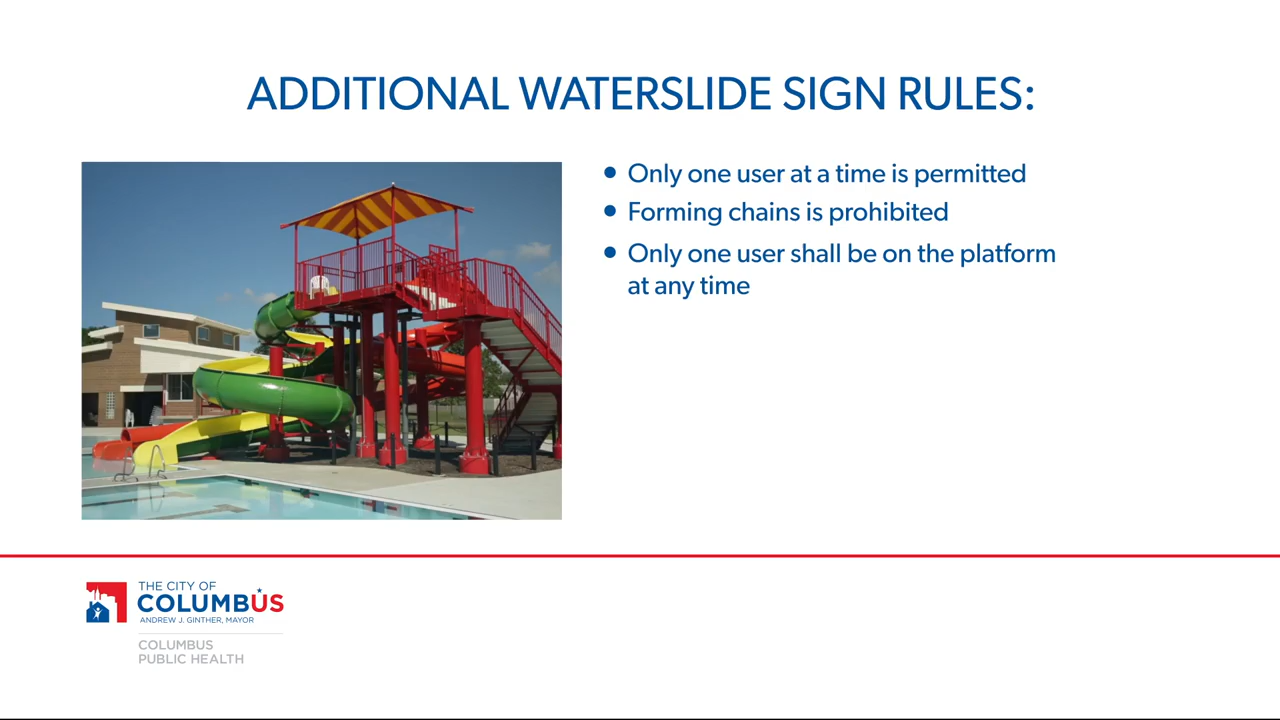 ADDITIONAL WATERSLIDE SIGN RULES:
• Only one user at a time is permitted
• Forming chains is prohibited
• Only one user shall be on the platform
at any time
THE CITY OF
COLUMBUS
ANDREW J. GINTHER, MAYOR
COLUMBUS
PUBLIC HEALTH